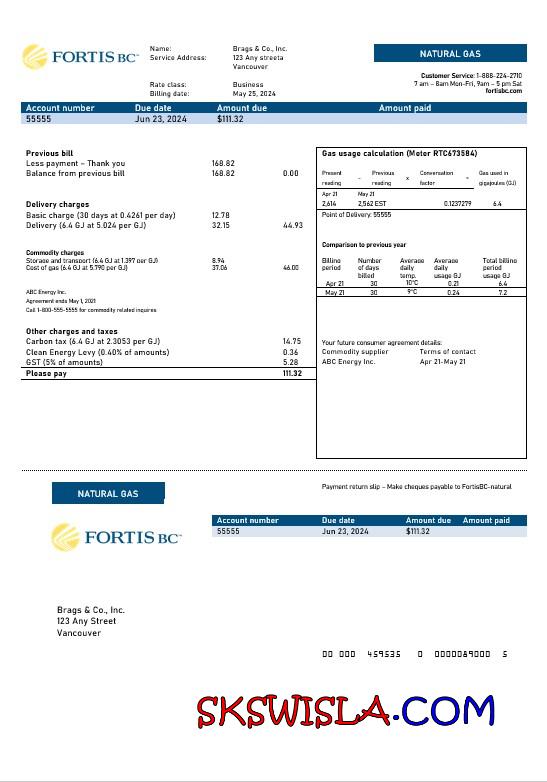 FORTIS BC™
Name: Brags & Co., Inc.
Service Address: 123 Any streeta
Vancouver
Rate class: Business
Billing date: May 25, 2024
NATURAL GAS
Customer Service: 1-888-224-2710
7 am – 8am Mon-Fri, 9am – 5 pm Sat
fortisbc.com
Account number Due date Amount due Amount paid
55555 Jun 23, 2024 $111.32
Previous bill
Less payment – Thank you 168.82
Balance from previous bill 168.82 0.00
Delivery charges
Basic charge (30 days at 0.4261 per day) 12.78
Delivery (6.4 GJ at 5.024 per GJ) 32.15 44.93
Commodity charges
Storage and transport (6.4 GJ at 1.397 per GJ) 8.94
Cost of gas (6.4 GJ at 5.790 per GJ) 37.06 46.00
ABC Energy Inc.
Agreement ends May 1, 2021
Call 1-800-555-5555 for commodity related inquires
Other charges and taxes
Carbon tax (6.4 GJ at 2.3053 per GJ) 14.75
Clean Energy Levy (0.40% of amounts) 0.36
GST (5% of amounts) 5.28
Please pay 111.32
Gas usage calculation (Meter RTC673584)
Present reading – Previous reading x Conversation factor = Gas used in gigajoules (GJ)
Apr 21 May 21
2,614 2,562 EST 0.1237279 6.4
Point of Delivery: 55555
Comparison to previous year
Billino Number Average Average Total billino
period of days daily daily period
billed temp. usage GJ usage GJ
Apr 21 30 10°C 0.21 6.4
May 21 30 9°C 0.24 7.2
Your future consumer agreement details:
Commodity supplier Terms of contact
ABC Energy Inc. Apr 21-May 21
NATURAL GAS
Payment return slip – Make cheques payable to FortisBC-natural
FORTIS BC™
Account number Due date Amount due Amount paid
55555 Jun 23, 2024 $111.32
Brags & Co., Inc.
123 Any Street
Vancouver
00 000 459535 0 0000089000 5
SKSWISLA.COM